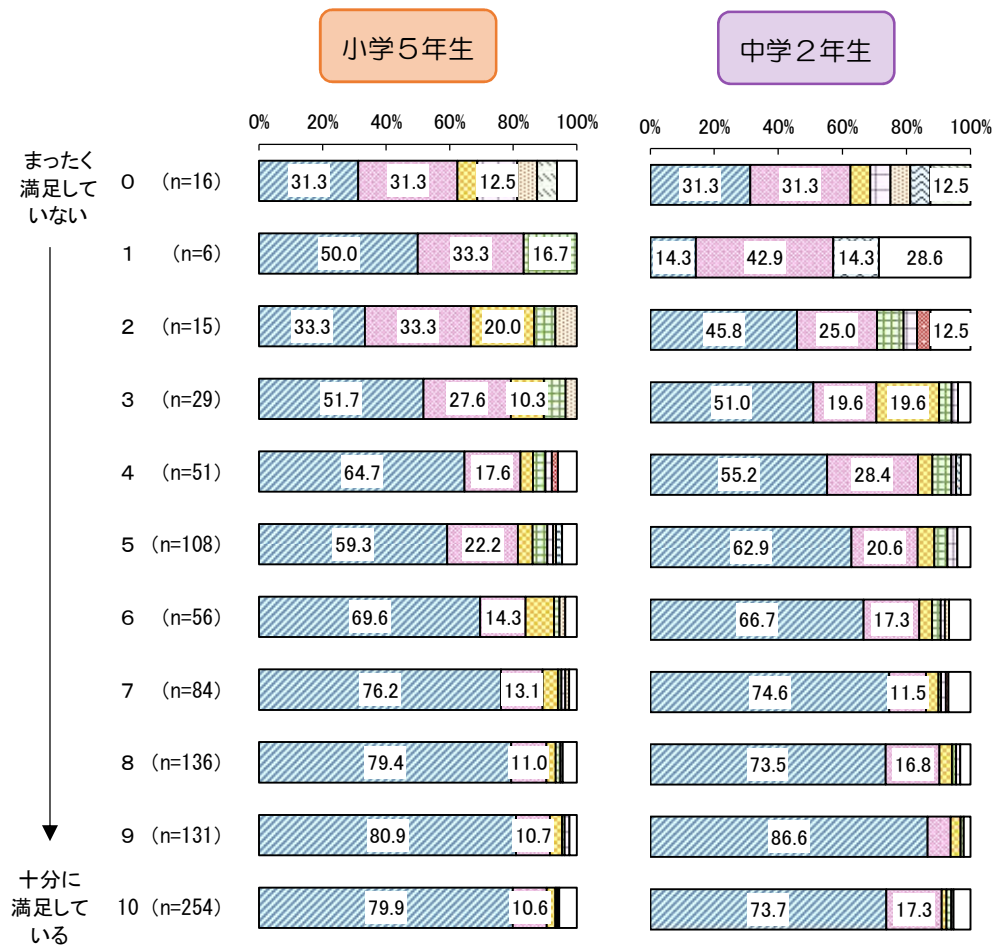 小学５年生
中学２年生
0% 20% 40% 60% 80% 100%
0% 20% 40% 60% 80% 100%
まったく
満足して
いない
0 (n=16) 31.3 31.3 12.5 31.3 31.3 12.5
1 (n=6) 50.0 33.3 16.7 14.3 42.9 14.3 28.6
2 (n=15) 33.3 33.3 20.0 45.8 25.0 12.5
3 (n=29) 51.7 27.6 10.3 51.0 19.6 19.6
4 (n=51) 64.7 17.6 55.2 28.4
5 (n=108) 59.3 22.2 62.9 20.6
6 (n=56) 69.6 14.3 66.7 17.3
7 (n=84) 76.2 13.1 74.6 11.5
8 (n=136) 79.4 11.0 73.5 16.8
9 (n=131) 80.9 10.7 86.6
10 (n=254) 79.9 10.6 73.7 17.3
十分に
満足して
いる